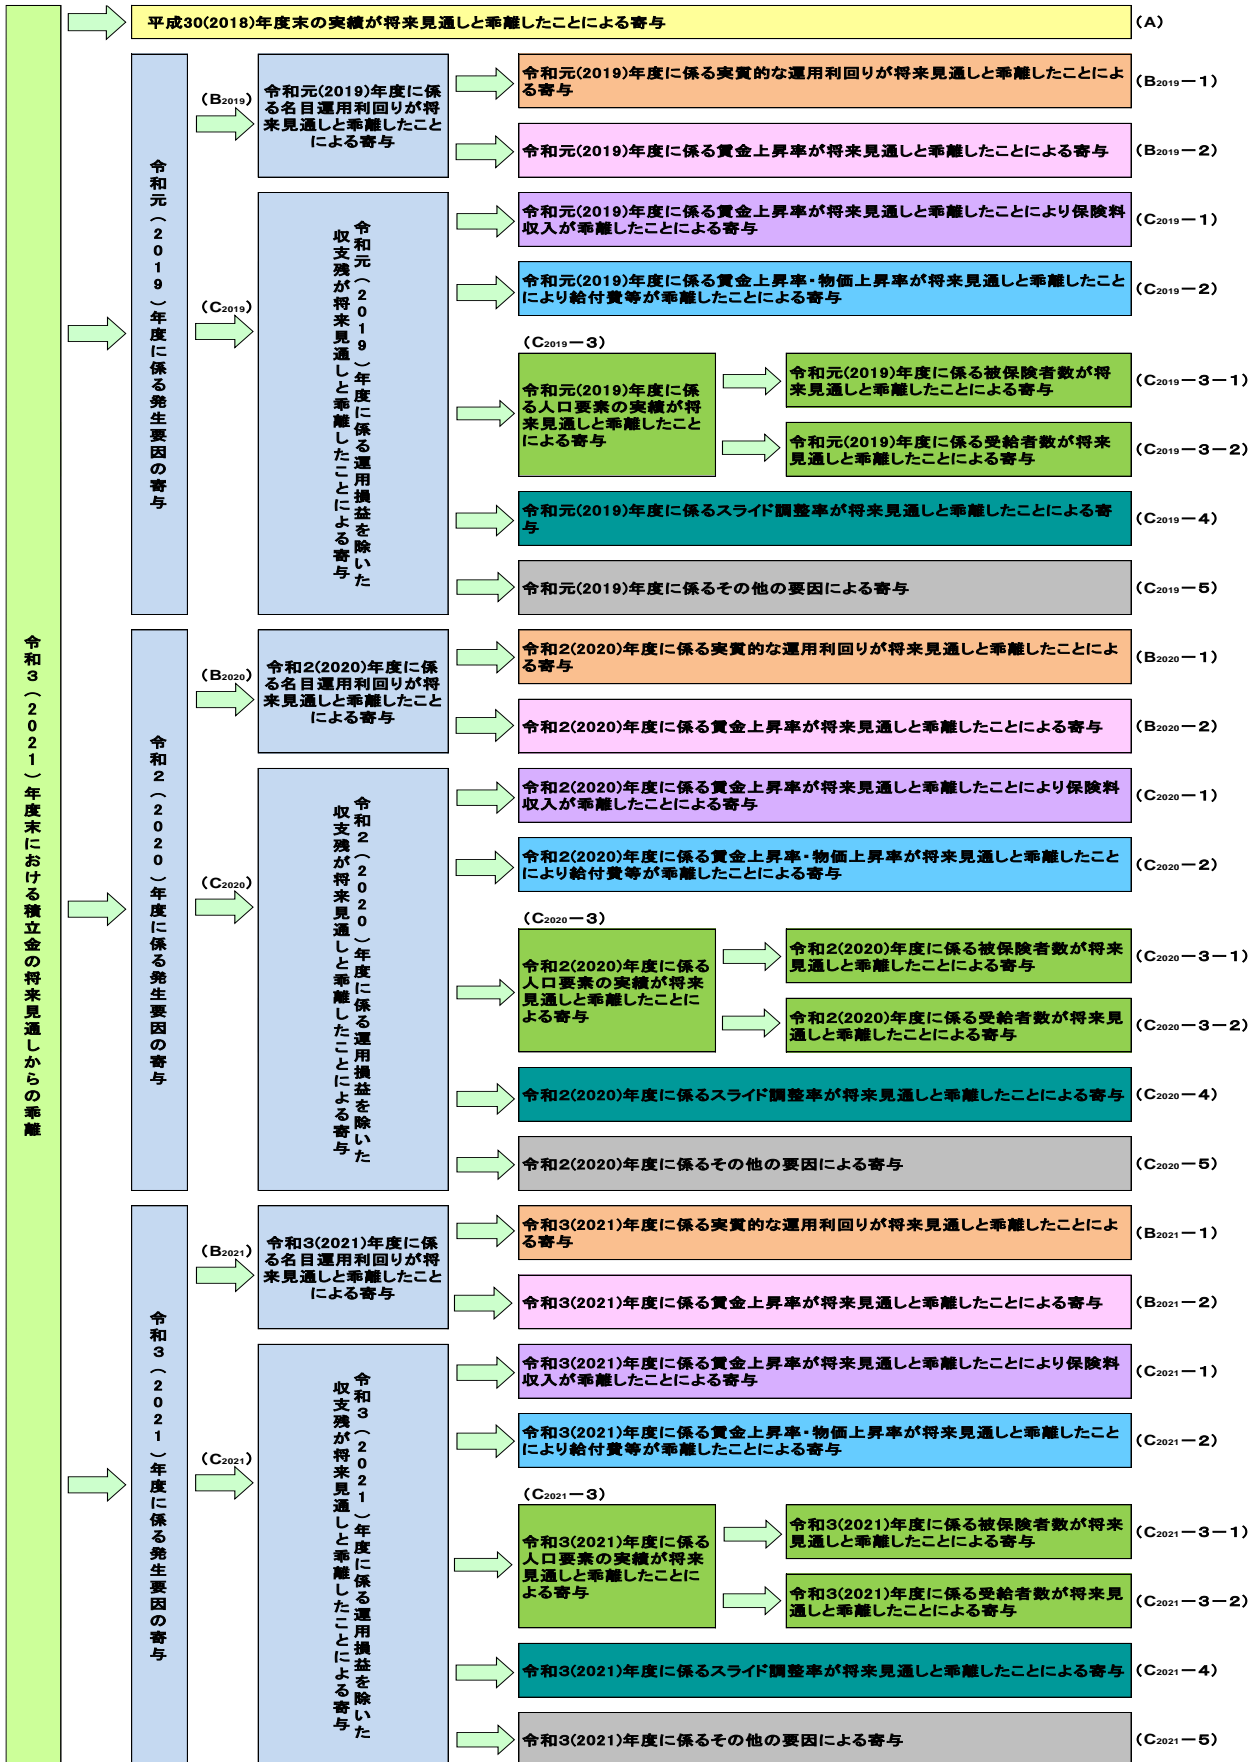 令和3(2021)年度末における積立金の将来見通しからの乖離
平成30(2018)年度末の実績が将来見通しと乖離したことによる寄与
(A)
令和元(2019)年度に係る発生要因の寄与
(B2019)
令和元(2019)年度に係
る名目運用利回りが将
来見通しと乖離したこと
による寄与
令和元(2019)年度に係る実質的な運用利回りが将来見通しと乖離したことによ
る寄与
(B2019－1)
令和元(2019)年度に係る賃金上昇率が将来見通しと乖離したことによる寄与
(B2019－2)
(C2019)
令和元(2019)年度に係る運用損益を除いた
収支残が将来見通しと乖離したことによる寄与
令和元(2019)年度に係る賃金上昇率が将来見通しと乖離したことにより保険料
収入が乖離したことによる寄与
(C2019－1)
令和元(2019)年度に係る賃金上昇率・物価上昇率が将来見通しと乖離したこと
により給付費等が乖離したことによる寄与
(C2019－2)
(C2019－3)
令和元(2019)年度に係
る人口要素の実績が将
来見通しと乖離したこと
による寄与
令和元(2019)年度に係る被保険者数が将
来見通しと乖離したことによる寄与
(C2019－3－1)
令和元(2019)年度に係る受給者数が将来
見通しと乖離したことによる寄与
(C2019－3－2)
令和元(2019)年度に係るスライド調整率が将来見通しと乖離したことによる寄
与
(C2019－4)
令和元(2019)年度に係るその他の要因による寄与
(C2019－5)
令和2(2020)年度に係る発生要因の寄与
(B2020)
令和2(2020)年度に係
る名目運用利回りが将
来見通しと乖離したこと
による寄与
令和2(2020)年度に係る実質的な運用利回りが将来見通しと乖離したことによ
る寄与
(B2020－1)
令和2(2020)年度に係る賃金上昇率が将来見通しと乖離したことによる寄与
(B2020－2)
(C2020)
令和2(2020)年度に係る運用損益を除いた
収支残が将来見通しと乖離したことによる寄与
令和2(2020)年度に係る賃金上昇率が将来見通しと乖離したことにより保険料
収入が乖離したことによる寄与
(C2020－1)
令和2(2020)年度に係る賃金上昇率・物価上昇率が将来見通しと乖離したこと
により給付費等が乖離したことによる寄与
(C2020－2)
(C2020－3)
令和2(2020)年度に係る
人口要素の実績が将来
見通しと乖離したことに
よる寄与
令和2(2020)年度に係る被保険者数が将来
見通しと乖離したことによる寄与
(C2020－3－1)
令和2(2020)年度に係る受給者数が将来見
通しと乖離したことによる寄与
(C2020－3－2)
令和2(2020)年度に係るスライド調整率が将来見通しと乖離したことによる寄与
(C2020－4)
令和2(2020)年度に係るその他の要因による寄与
(C2020－5)
令和3(2021)年度に係る発生要因の寄与
(B2021)
令和3(2021)年度に係
る名目運用利回りが将
来見通しと乖離したこと
による寄与
令和3(2021)年度に係る実質的な運用利回りが将来見通しと乖離したことによ
る寄与
(B2021－1)
令和3(2021)年度に係る賃金上昇率が将来見通しと乖離したことによる寄与
(B2021－2)
(C2021)
令和3(2021)年度に係る運用損益を除いた
収支残が将来見通しと乖離したことによる寄与
令和3(2021)年度に係る賃金上昇率が将来見通しと乖離したことにより保険料
収入が乖離したことによる寄与
(C2021－1)
令和3(2021)年度に係る賃金上昇率・物価上昇率が将来見通しと乖離したこと
により給付費等が乖離したことによる寄与
(C2021－2)
(C2021－3)
令和3(2021)年度に係る
人口要素の実績が将来
見通しと乖離したことに
よる寄与
令和3(2021)年度に係る被保険者数が将来
見通しと乖離したことによる寄与
(C2021－3－1)
令和3(2021)年度に係る受給者数が将来見
通しと乖離したことによる寄与
(C2021－3－2)
令和3(2021)年度に係るスライド調整率が将来見通しと乖離したことによる寄与
(C2021－4)
令和3(2021)年度に係るその他の要因による寄与
(C2021－5)